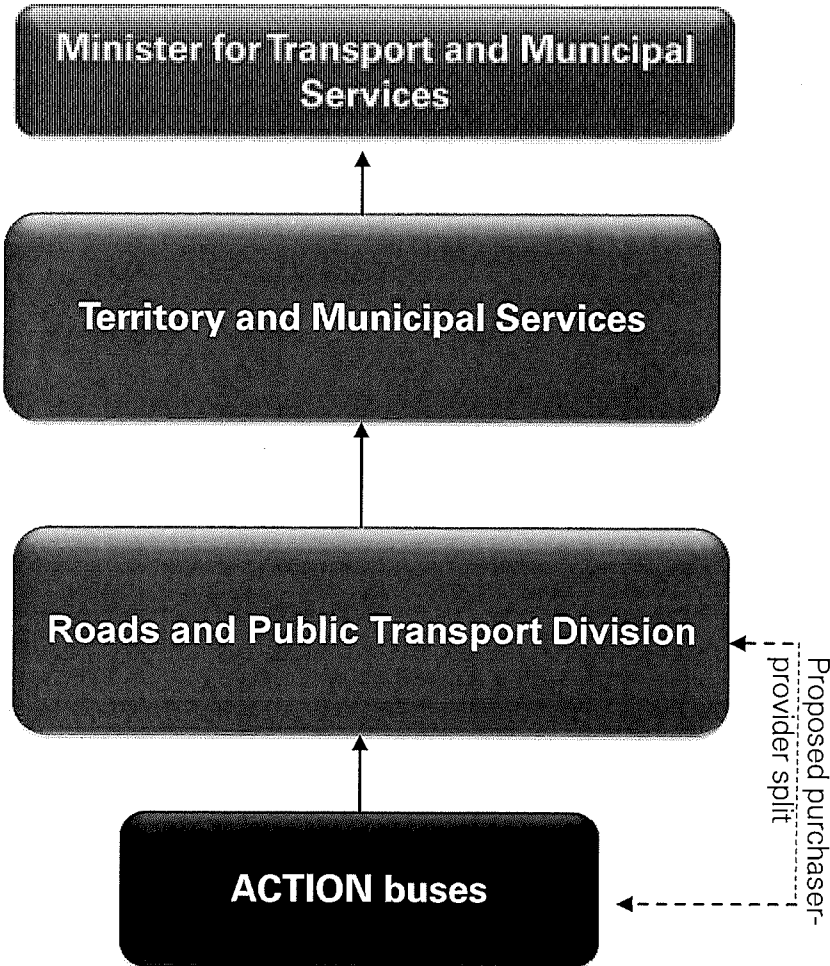 Minister for Transport and Municipal
Services
Territory and Municipal Services
Roads and Public Transport Division
Proposed purchaser-
provider split
ACTION buses